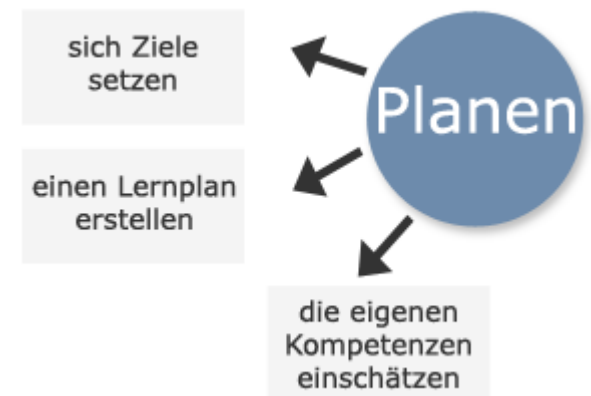 sich Ziele
setzen
Planen
einen Lernplan
erstellen
die eigenen
Kompetenzen
einschätzen